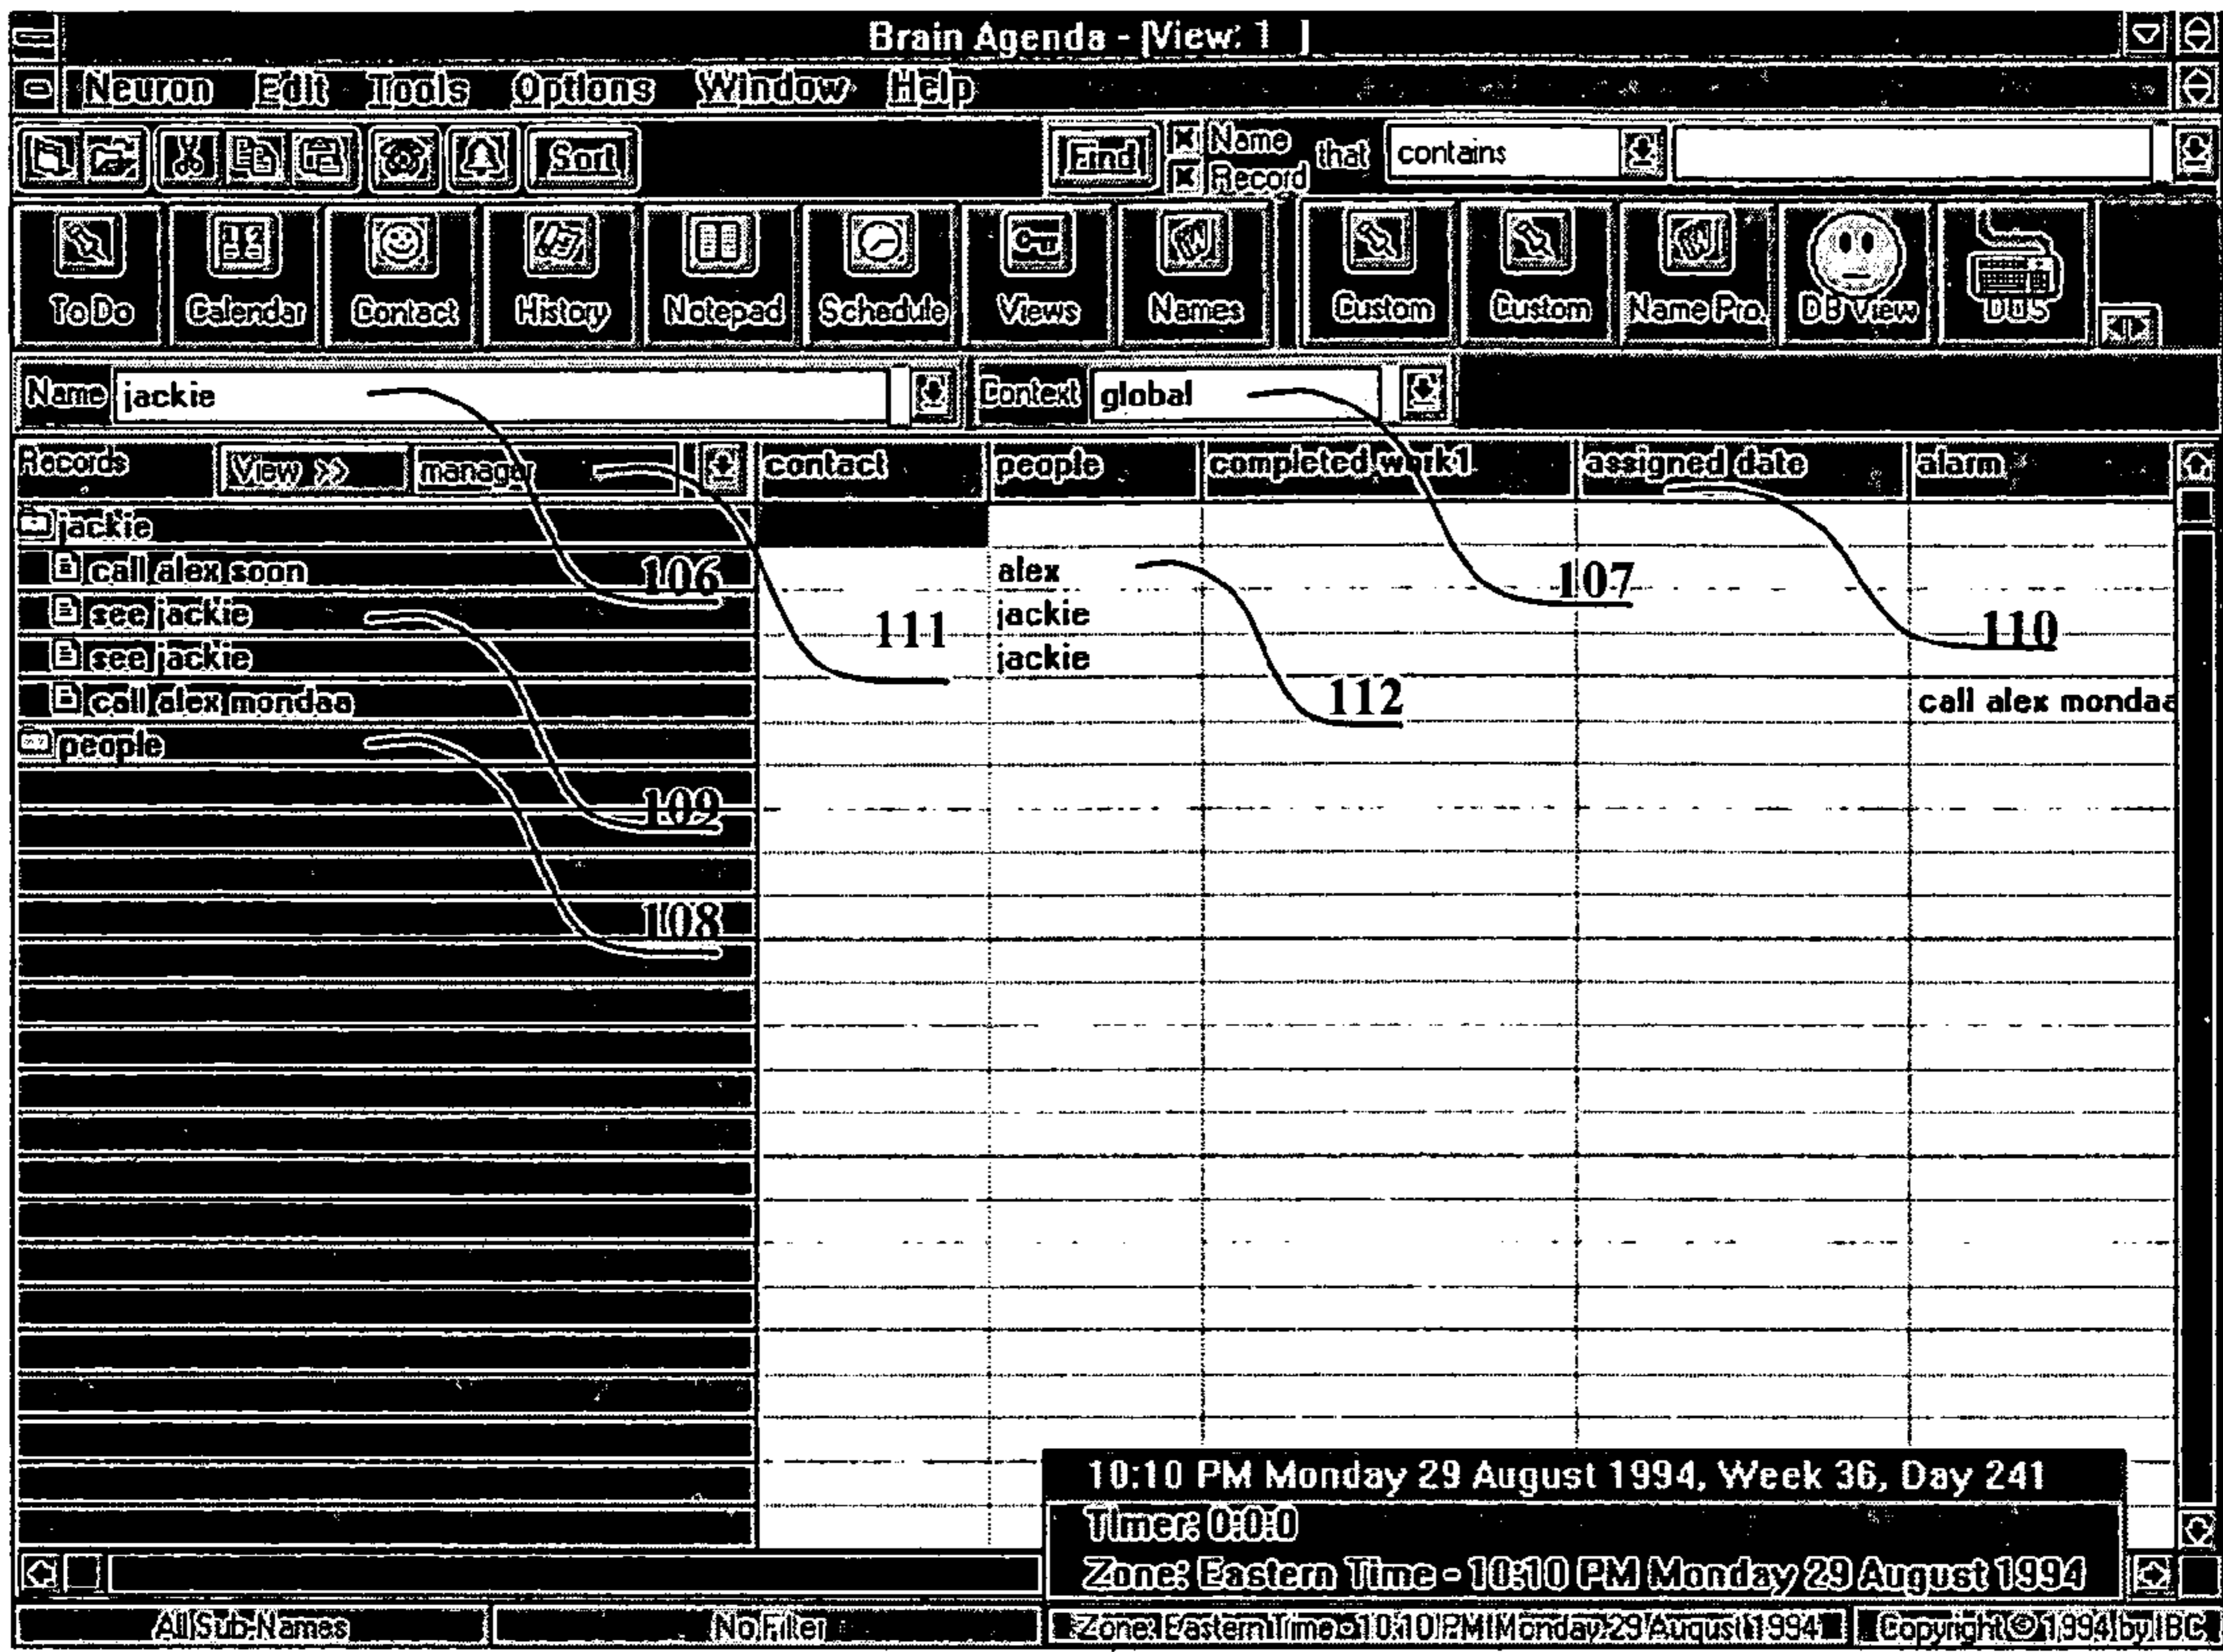 Brain Agenda - [View: 1 ]
Neuron Edit Tools Options Window Help
Sort Find Name Record that contains
To Do Calendar Contact History Notepad Schedule Views Names Custom Custom Name Pro. DB View DOS
Name jackie Context global
Records View >> manager contact people completed work1 assigned date alarm
jackie
call alex soon 106 alex 107
see jackie 111 jackie 110
see jackie jackie
call alex mondaa 112 call alex mondaa
people
109
108
10:10 PM Monday 29 August 1994, Week 36, Day 241
Timer: 0:0:0
Zone: Eastern Time - 10:10 PM Monday 29 August 1994
All Sub-Names No Filter Zone: Eastern Time - 10:10 PM Monday 29 August 1994 Copyright © 1994 by IBC